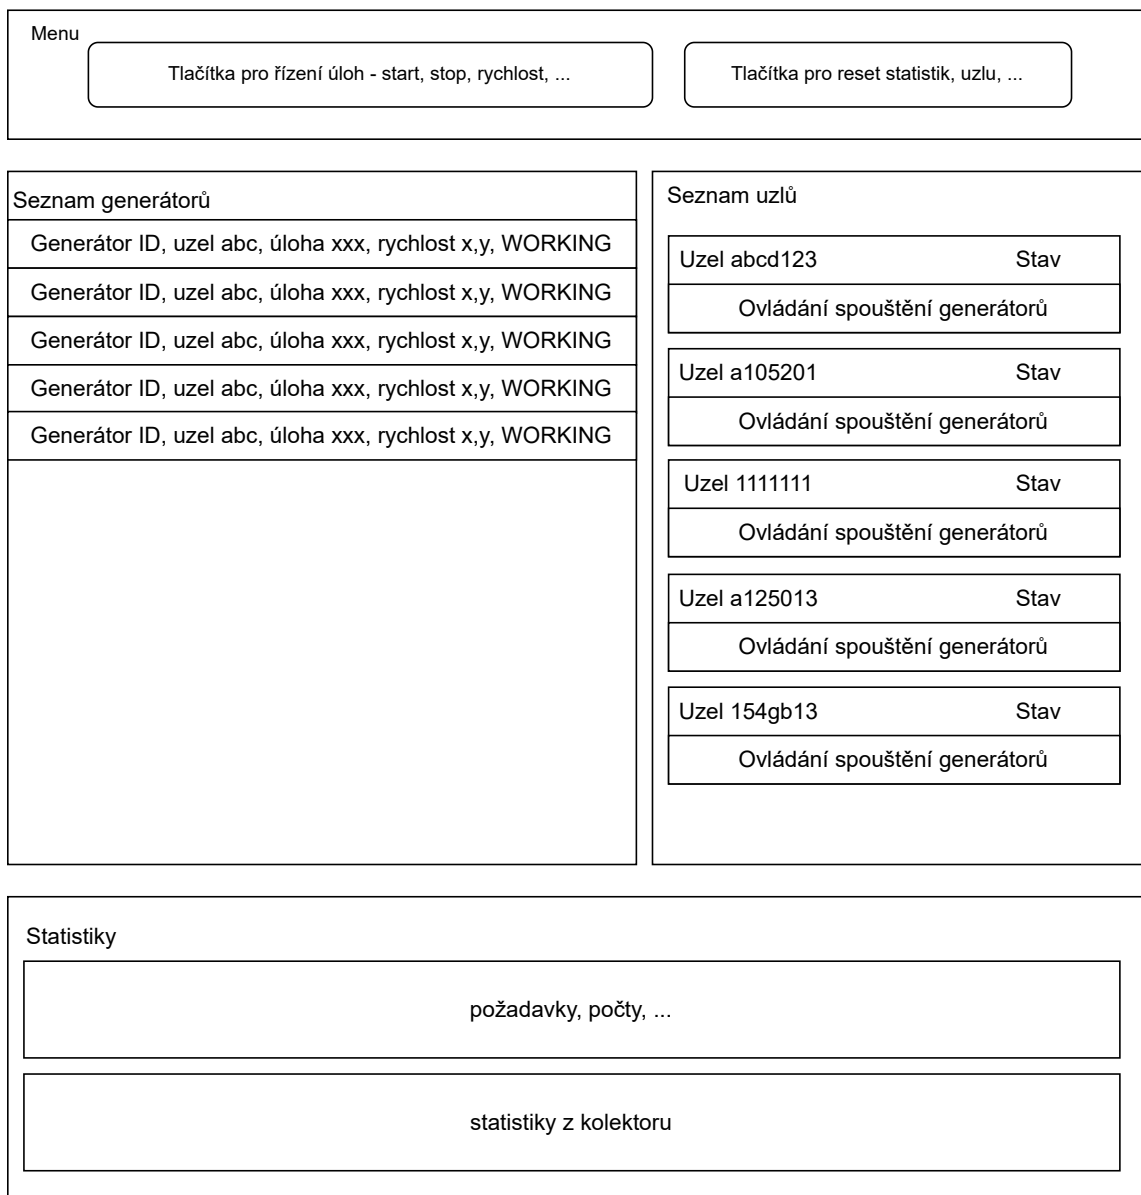 Menu
Tlačítka pro řízení úloh - start, stop, rychlost, ...
Tlačítka pro reset statistik, uzlu, ...
Seznam generátorů
Generátor ID, uzel abc, úloha xxx, rychlost x,y, WORKING
Generátor ID, uzel abc, úloha xxx, rychlost x,y, WORKING
Generátor ID, uzel abc, úloha xxx, rychlost x,y, WORKING
Generátor ID, uzel abc, úloha xxx, rychlost x,y, WORKING
Generátor ID, uzel abc, úloha xxx, rychlost x,y, WORKING
Seznam uzlů
Uzel abcd123 Stav
Ovládání spouštění generátorů
Uzel a105201 Stav
Ovládání spouštění generátorů
Uzel 1111111 Stav
Ovládání spouštění generátorů
Uzel a125013 Stav
Ovládání spouštění generátorů
Uzel 154gb13 Stav
Ovládání spouštění generátorů
Statistiky
požadavky, počty, ...
statistiky z kolektoru